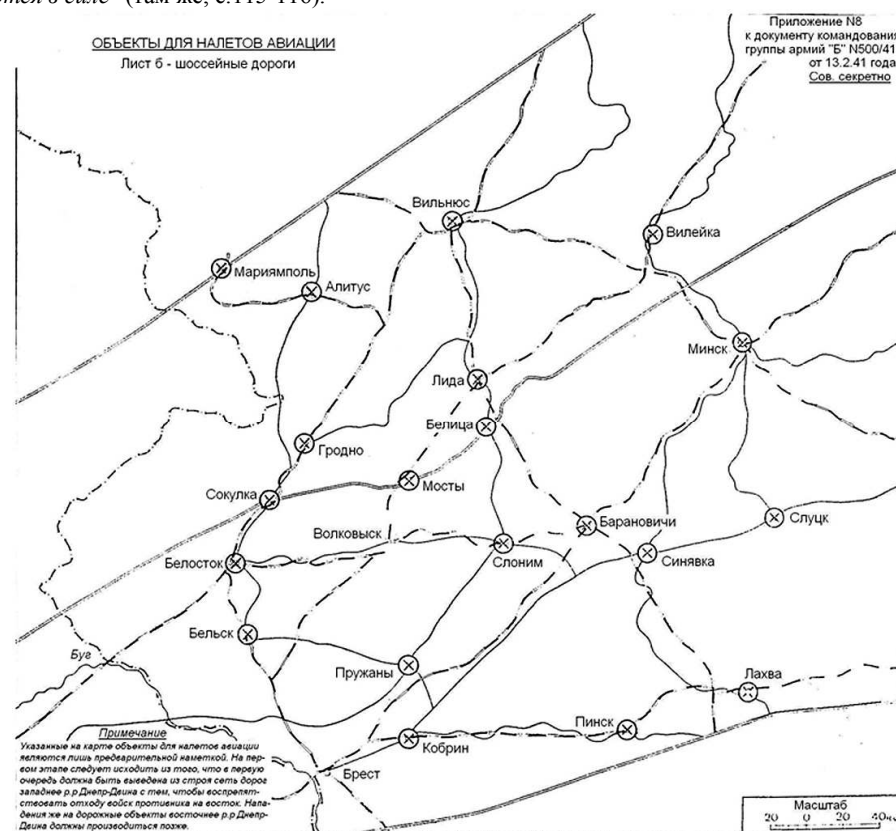 тся в силе" (там же, с.115-116).
ОБЪЕКТЫ ДЛЯ НАЛЕТОВ АВИАЦИИ
Лист 6 - шоссейные дороги
Приложение N8
к документу командования
группы армий "Б" N500/41
от 13.2.41 года
Сов. секретно
Вильнюс
Вилейка
Мариямполь
Алитус
Минск
Лида
Белица
Гродно
Мосты
Сокулка
Барановичи
Слуцк
Волковыск
Слоним
Синявка
Белосток
Бельск
Буг
Пружаны
Лахва
Пинск
Кобрин
Брест
Примечание
Указанные на карте объекты для налетов авиации
являются лишь предварительной наметкой. На пер-
вом этапе следует исходить из того, что в первую
очередь должна быть выведена из строя сеть дорог
западнее р.р Днепр-Двина с тем, чтобы воспрепят-
ствовать отходу войск противника на восток. Напа-
дения же на дорожные объекты восточнее р.р Днепр-
Двина должны производиться позже.
Масштаб
20 0 20 40